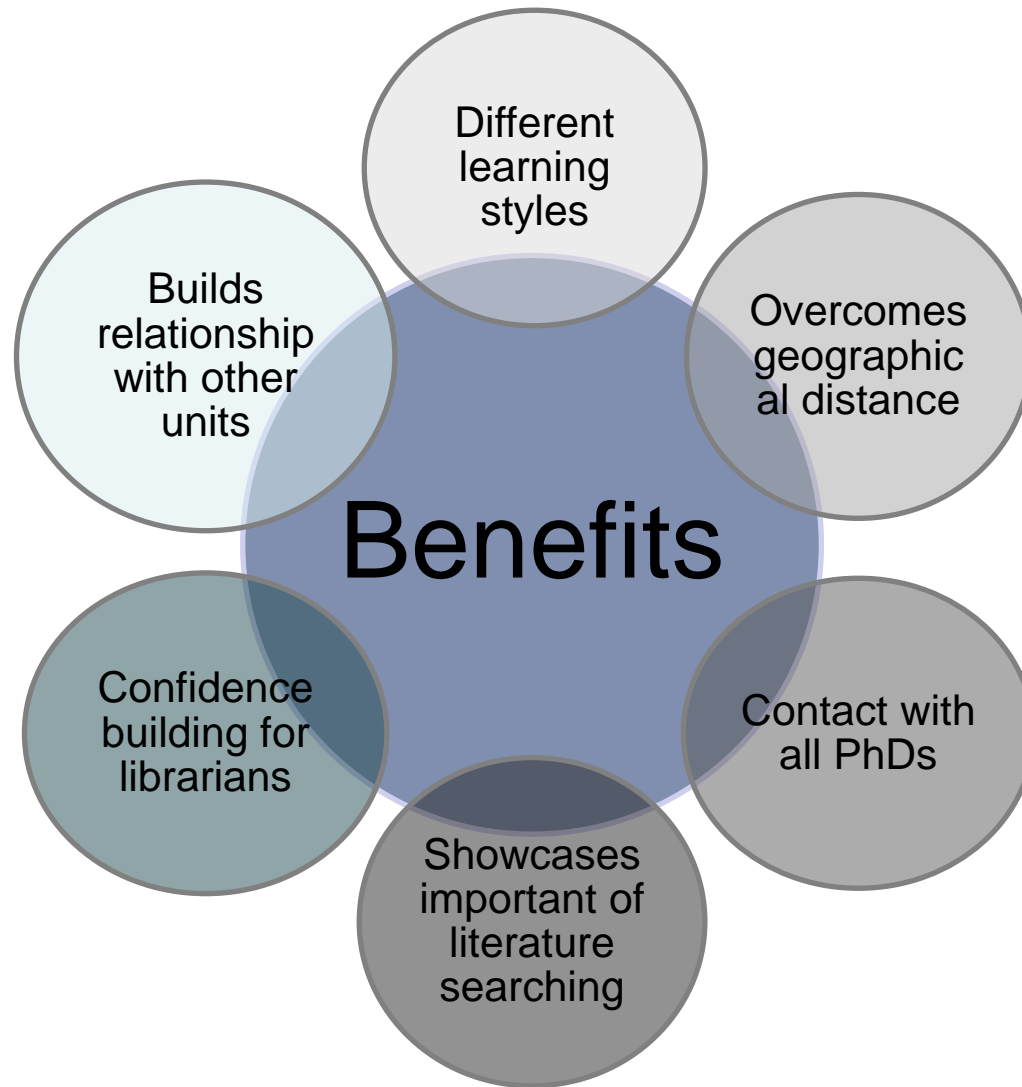 Different
learning
styles
Overcomes
geographic
al distance
Contact with
all PhDs
Showcases
important of
literature
searching
Confidence
building for
librarians
Builds
relationship
with other
units
Benefits